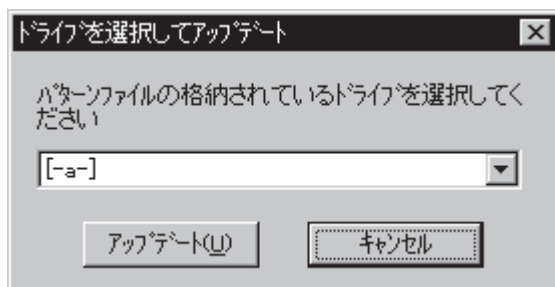 ﾄﾞﾗｲﾌﾞを選択してｱｯﾌﾟﾃﾞｰﾄ
ﾊﾟﾀｰﾝﾌｧｲﾙの格納されているﾄﾞﾗｲﾌﾞを選択してく
ださい
[-a-]
ｱｯﾌﾟﾃﾞｰﾄ(U)
ｷｬﾝｾﾙ